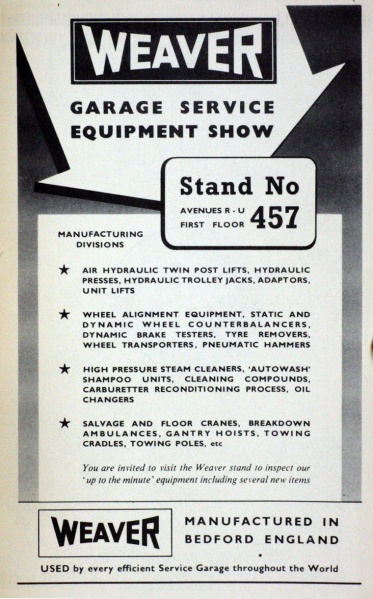 WEAVER
GARAGE SERVICE
EQUIPMENT SHOW
Stand No
AVENUES R - U
FIRST FLOOR 457
MANUFACTURING
DIVISIONS
★ AIR HYDRAULIC TWIN POST LIFTS, HYDRAULIC
PRESSES, HYDRAULIC TROLLEY JACKS, ADAPTORS,
UNIT LIFTS
★ WHEEL ALIGNMENT EQUIPMENT, STATIC AND
DYNAMIC WHEEL COUNTERBALANCERS,
DYNAMIC BRAKE TESTERS, TYRE REMOVERS,
WHEEL TRANSPORTERS, PNEUMATIC HAMMERS
★ HIGH PRESSURE STEAM CLEANERS, 'AUTOWASH'
SHAMPOO UNITS, CLEANING COMPOUNDS,
CARBURETTER RECONDITIONING PROCESS, OIL
CHANGERS
★ SALVAGE AND FLOOR CRANES, BREAKDOWN
AMBULANCES, GANTRY HOISTS, TOWING
CRADLES, TOWING POLES, etc
You are invited to visit the Weaver stand to inspect our
'up to the minute' equipment including several new items
WEAVER
MANUFACTURED IN
BEDFORD ENGLAND
USED by every efficient Service Garage throughout the World